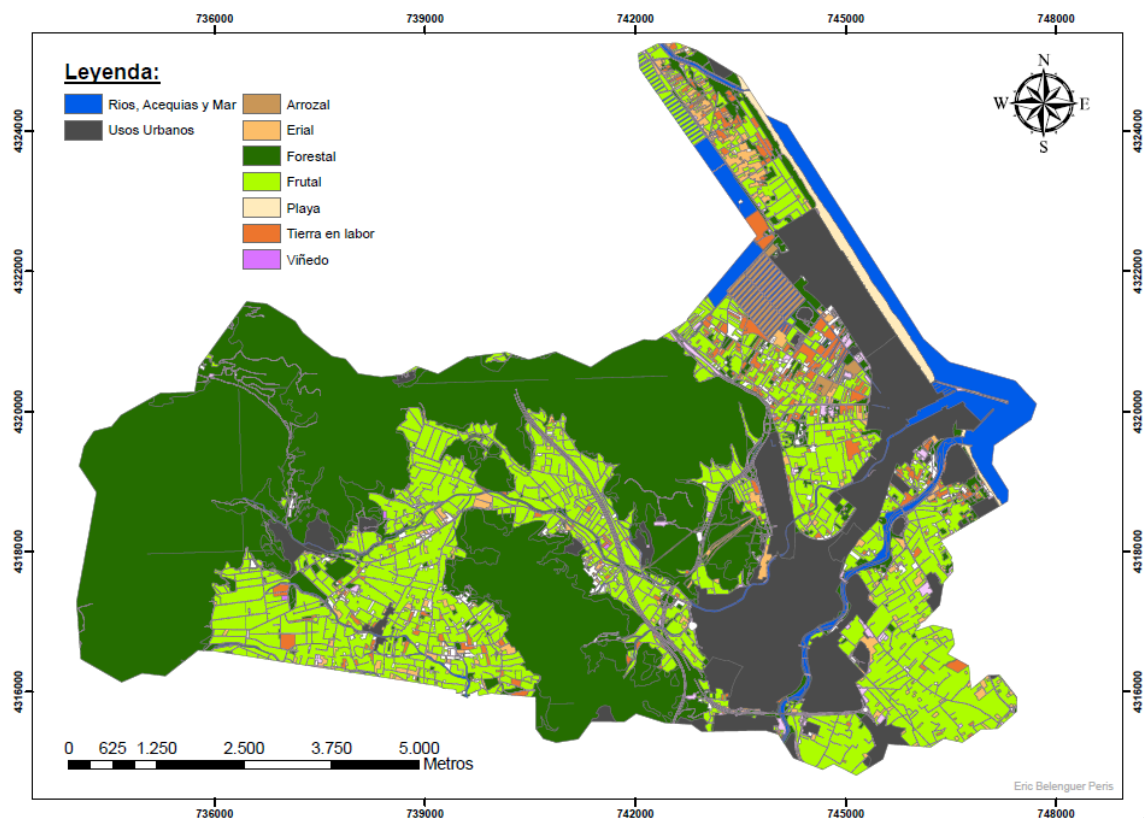 736000 739000 742000 745000 748000
Leyenda:
Rios, Acequias y Mar
Usos Urbanos
Arrozal
Erial
Forestal
Frutal
Playa
Tierra en labor
Viñedo
N
W E
S
4324000 4324000
4322000 4322000
4320000 4320000
4318000 4318000
4316000 4316000
0 625 1.250 2.500 3.750 5.000
Metros
Eric Belenguer Peris
736000 739000 742000 745000 748000